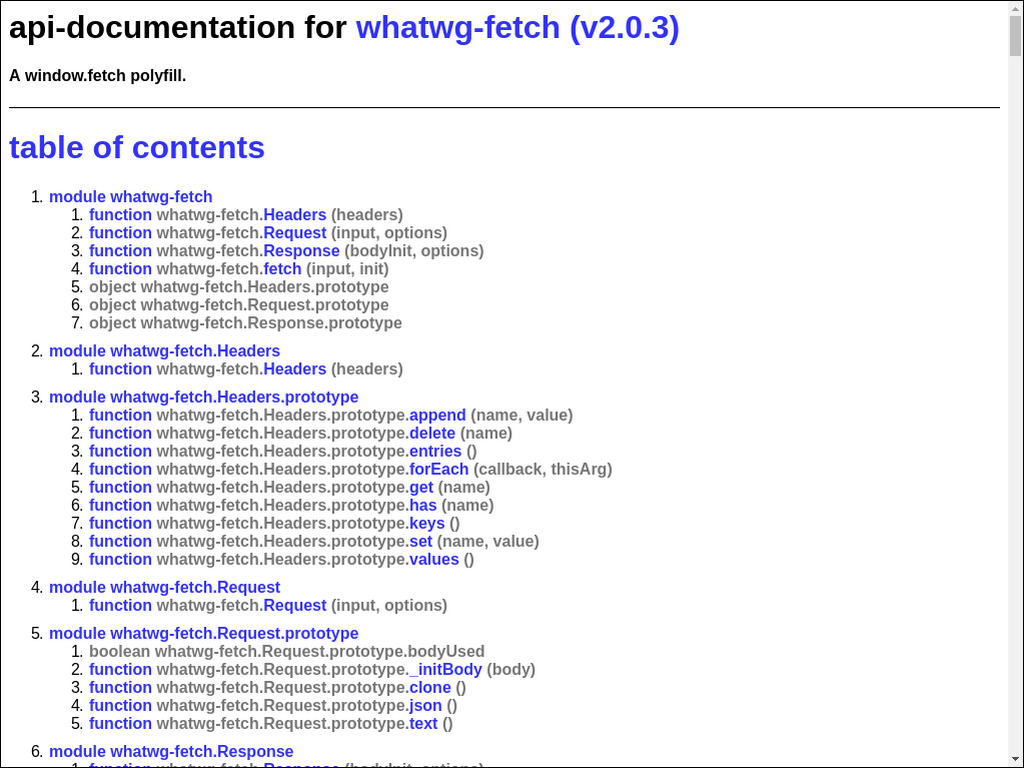 api-documentation for whatwg-fetch (v2.0.3)
A window.fetch polyfill.
table of contents
1. module whatwg-fetch
1. function whatwg-fetch.Headers (headers)
2. function whatwg-fetch.Request (input, options)
3. function whatwg-fetch.Response (bodyInit, options)
4. function whatwg-fetch.fetch (input, init)
5. object whatwg-fetch.Headers.prototype
6. object whatwg-fetch.Request.prototype
7. object whatwg-fetch.Response.prototype
2. module whatwg-fetch.Headers
1. function whatwg-fetch.Headers (headers)
3. module whatwg-fetch.Headers.prototype
1. function whatwg-fetch.Headers.prototype.append (name, value)
2. function whatwg-fetch.Headers.prototype.delete (name)
3. function whatwg-fetch.Headers.prototype.entries ()
4. function whatwg-fetch.Headers.prototype.forEach (callback, thisArg)
5. function whatwg-fetch.Headers.prototype.get (name)
6. function whatwg-fetch.Headers.prototype.has (name)
7. function whatwg-fetch.Headers.prototype.keys ()
8. function whatwg-fetch.Headers.prototype.set (name, value)
9. function whatwg-fetch.Headers.prototype.values ()
4. module whatwg-fetch.Request
1. function whatwg-fetch.Request (input, options)
5. module whatwg-fetch.Request.prototype
1. boolean whatwg-fetch.Request.prototype.bodyUsed
2. function whatwg-fetch.Request.prototype._initBody (body)
3. function whatwg-fetch.Request.prototype.clone ()
4. function whatwg-fetch.Request.prototype.json ()
5. function whatwg-fetch.Request.prototype.text ()
6. module whatwg-fetch.Response
1. function whatwg-fetch.Response (bodyInit, options)